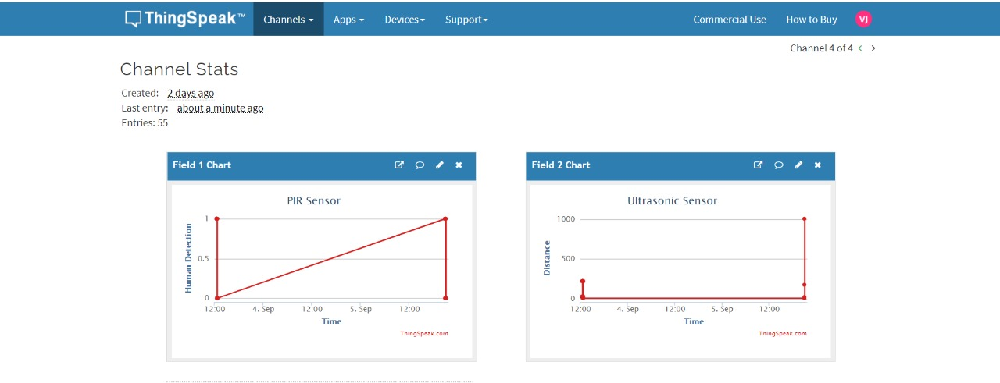 ThingSpeak™ Channels Apps Devices Support Commercial Use How to Buy VJ
Channel 4 of 4
Channel Stats
Created: 2 days ago
Last entry: about a minute ago
Entries: 55
Field 1 Chart
PIR Sensor
Human Detection
1
0.5
0
12:00 4. Sep 12:00 5. Sep 12:00
Time
ThingSpeak.com
Field 2 Chart
Ultrasonic Sensor
Distance
1000
500
0
12:00 4. Sep 12:00 5. Sep 12:00
Time
ThingSpeak.com